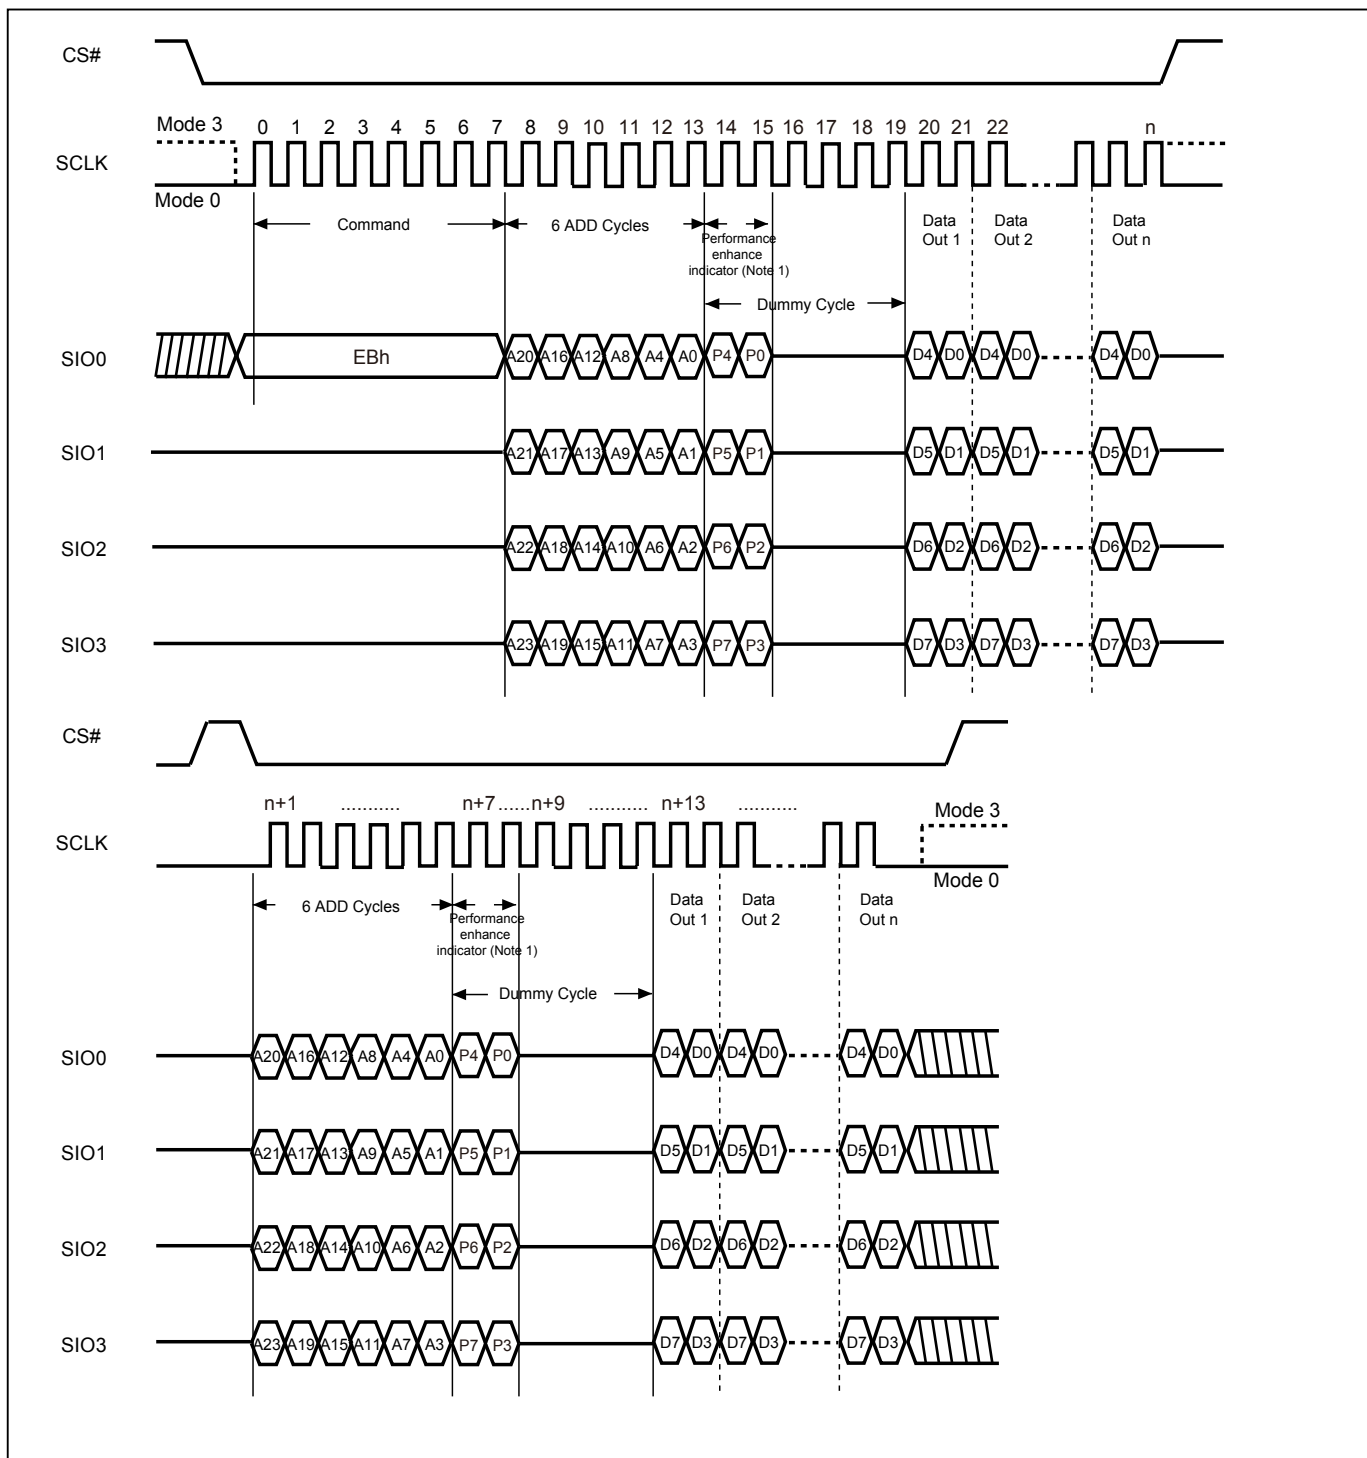 CS#
Mode 3 0 1 2 3 4 5 6 7 8 9 10 11 12 13 14 15 16 17 18 19 20 21 22 n
SCLK
Mode 0
Command 6 ADD Cycles Performance enhance indicator (Note 1) Data Out 1 Data Out 2 Data Out n
Dummy Cycle
SIO0 EBh A20 A16 A12 A8 A4 A0 P4 P0 D4 D0 D4 D0 D4 D0
SIO1 A21 A17 A13 A9 A5 A1 P5 P1 D5 D1 D5 D1 D5 D1
SIO2 A22 A18 A14 A10 A6 A2 P6 P2 D6 D2 D6 D2 D6 D2
SIO3 A23 A19 A15 A11 A7 A3 P7 P3 D7 D3 D7 D3 D7 D3
CS#
n+1 ........... n+7 ......n+9 ........... n+13 ........... Mode 3
SCLK
Mode 0
6 ADD Cycles Performance enhance indicator (Note 1) Data Out 1 Data Out 2 Data Out n
Dummy Cycle
SIO0 A20 A16 A12 A8 A4 A0 P4 P0 D4 D0 D4 D0 D4 D0
SIO1 A21 A17 A13 A9 A5 A1 P5 P1 D5 D1 D5 D1 D5 D1
SIO2 A22 A18 A14 A10 A6 A2 P6 P2 D6 D2 D6 D2 D6 D2
SIO3 A23 A19 A15 A11 A7 A3 P7 P3 D7 D3 D7 D3 D7 D3